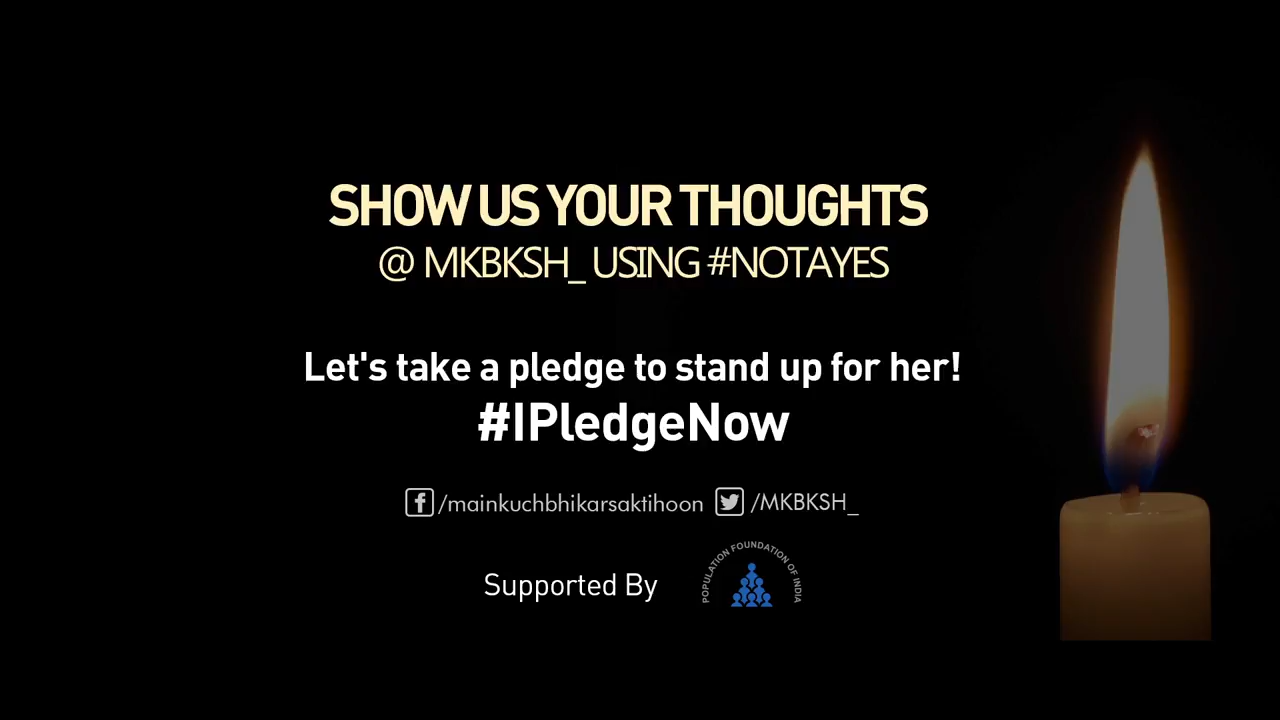 SHOW US YOUR THOUGHTS
@ MKBKSH_ USING #NOTAYES
Let's take a pledge to stand up for her!
#IPledgeNow
/mainkuchbhikarsaktihoon /MKBKSH_
Supported By
POPULATION FOUNDATION OF INDIA